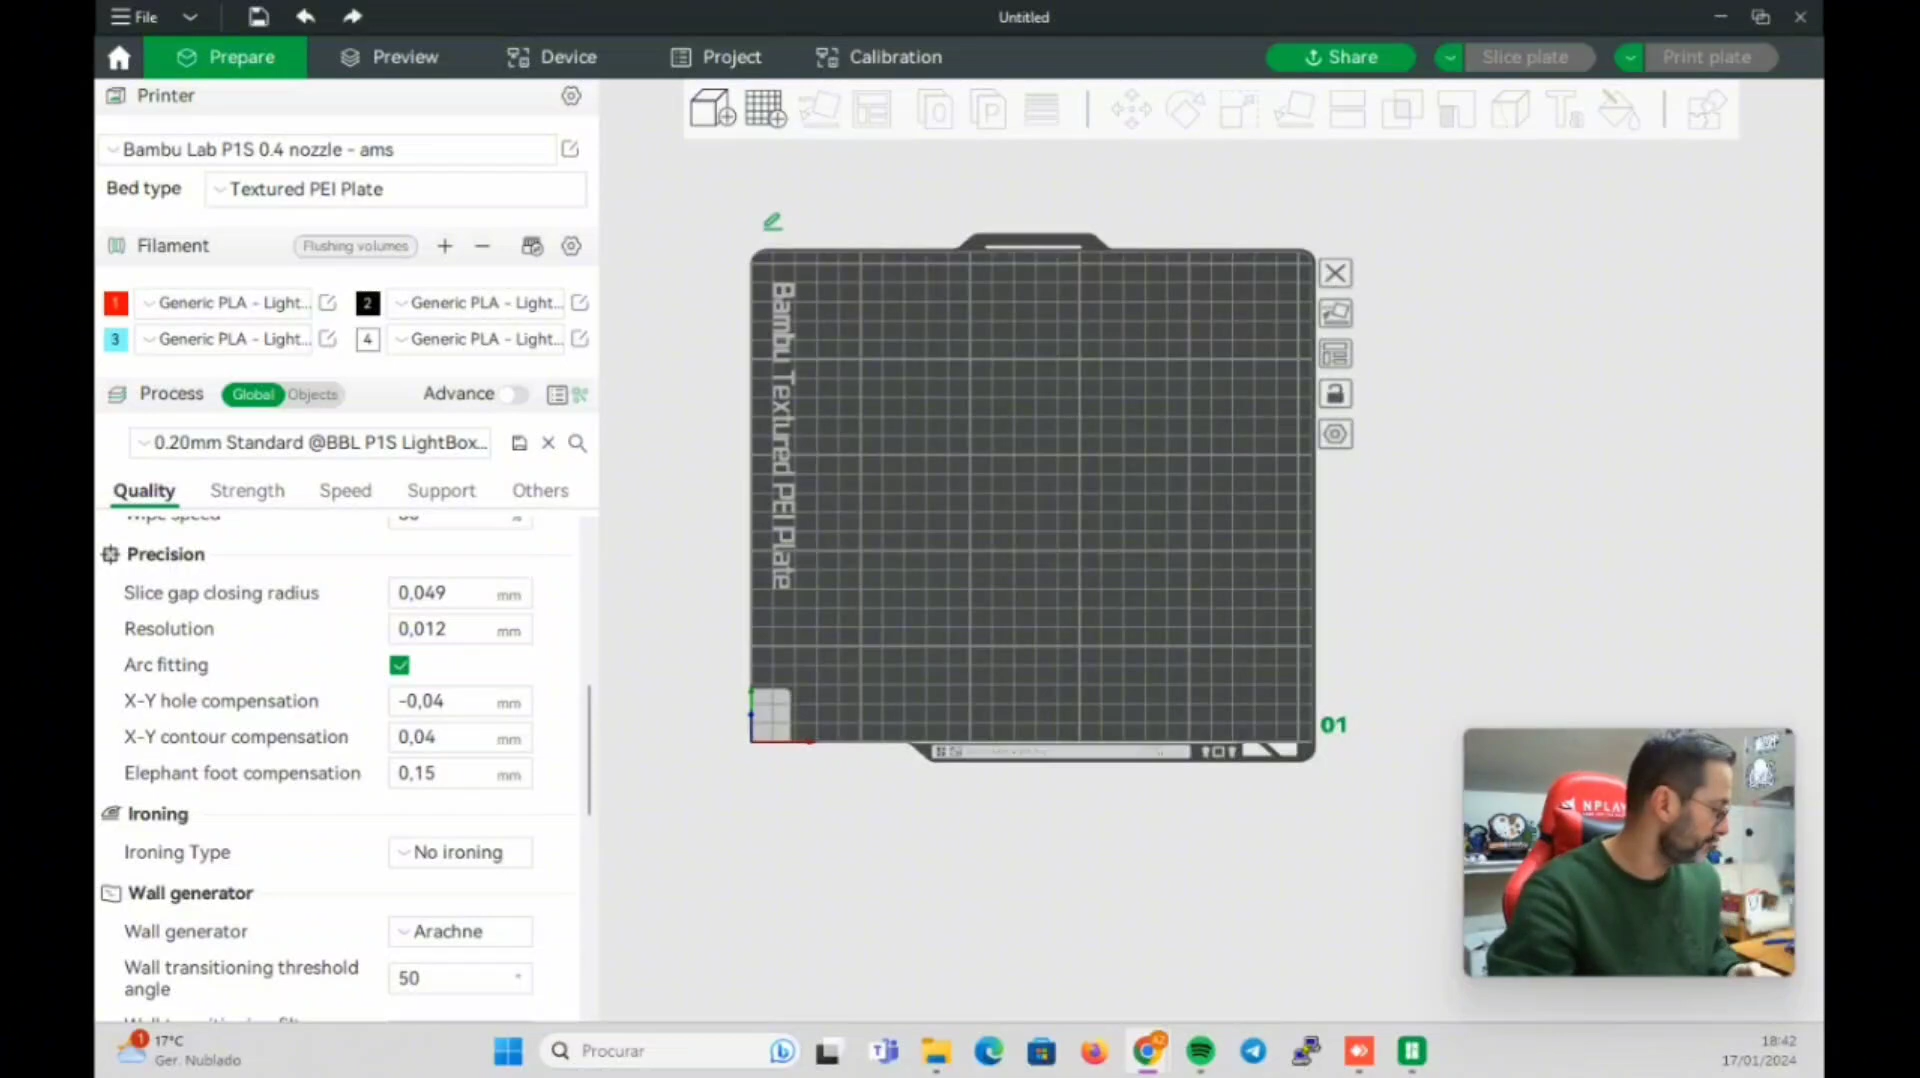 File
Untitled
Prepare
Preview
Device
Project
Calibration
Share
Slice plate
Print plate
Printer
Bambu Lab P1S 0.4 nozzle - ams
Bed type
Textured PEI Plate
Filament
Flushing volumes
1
Generic PLA - Light...
2
Generic PLA - Light...
3
Generic PLA - Light...
4
Generic PLA - Light...
Process
Global
Objects
Advance
0.20mm Standard @BBL P1S LightBox...
Quality
Strength
Speed
Support
Others
Wipe speed
%
Precision
Slice gap closing radius
0,049
mm
Resolution
0,012
mm
Arc fitting
X-Y hole compensation
-0,04
mm
X-Y contour compensation
0,04
mm
Elephant foot compensation
0,15
mm
Ironing
Ironing Type
No ironing
Wall generator
Wall generator
Arachne
Wall transitioning threshold
angle
50
°
Bambu Textured PEI Plate
01
NPLAY
1
17°C
Ger. Nublado
Procurar
18:42
17/01/2024